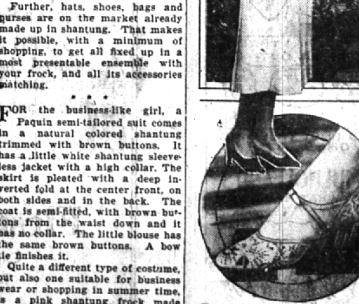 Further, hats, shoes, bags and
purses are on the market already
made up in shantung. That makes
it possible, with a minimum of
shopping, to get all fixed up in a
most presentable ensemble with
your frock, and all its accessories
matching.
* * *
FOR the business-like girl, a
Paquin semi-tailored suit comes
in a natural colored shantung
trimmed with brown buttons. It
has a little white shantung sleeve-
less jacket with a high collar. The
skirt is pleated with a deep in-
verted fold at the center front, on
both sides and in the back. The
coat is semi-fitted, with brown but-
tons from the waist down and it
has no collar. The little blouse has
the same brown buttons. A bow
tie finishes it.
Quite a different type of costume,
but also one suitable for business
wear or shopping in summer time,
is a pink shantung frock made